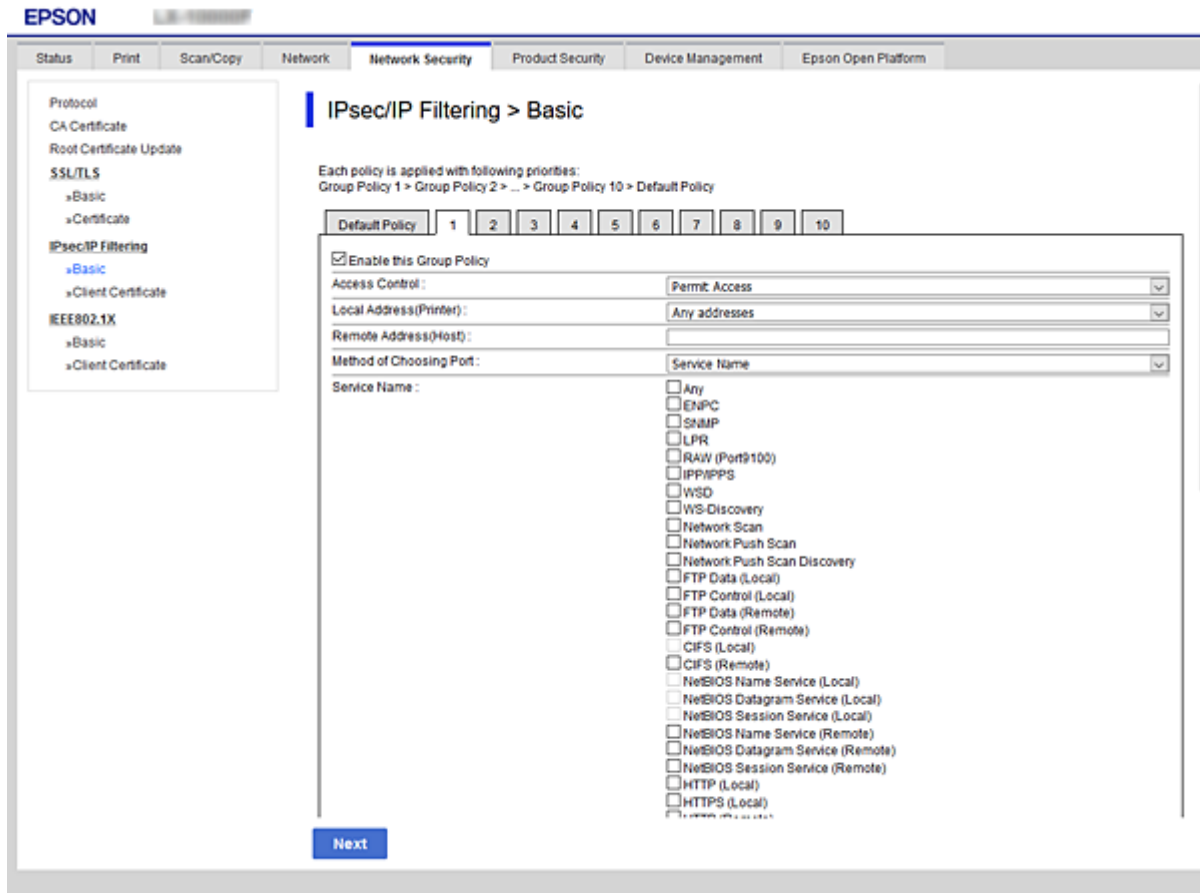 EPSON
Status Print Scan/Copy Network Network Security Product Security Device Management Epson Open Platform
Protocol
CA Certificate
Root Certificate Update
SSL/TLS
»Basic
»Certificate
IPsec/IP Filtering
»Basic
»Client Certificate
IEEE802.1X
»Basic
»Client Certificate
IPsec/IP Filtering > Basic
Each policy is applied with following priorities:
Group Policy 1 > Group Policy 2 > ... > Group Policy 10 > Default Policy
Default Policy 1 2 3 4 5 6 7 8 9 10
Enable this Group Policy
Access Control : Permit Access
Local Address(Printer) : Any addresses
Remote Address(Host) :
Method of Choosing Port : Service Name
Service Name : Any
ENPC
SNMP
LPR
RAW (Port9100)
IPP/IPPS
WSD
WS-Discovery
Network Scan
Network Push Scan
Network Push Scan Discovery
FTP Data (Local)
FTP Control (Local)
FTP Data (Remote)
FTP Control (Remote)
CIFS (Local)
CIFS (Remote)
NetBIOS Name Service (Local)
NetBIOS Datagram Service (Local)
NetBIOS Session Service (Local)
NetBIOS Name Service (Remote)
NetBIOS Datagram Service (Remote)
NetBIOS Session Service (Remote)
HTTP (Local)
HTTPS (Local)
Next